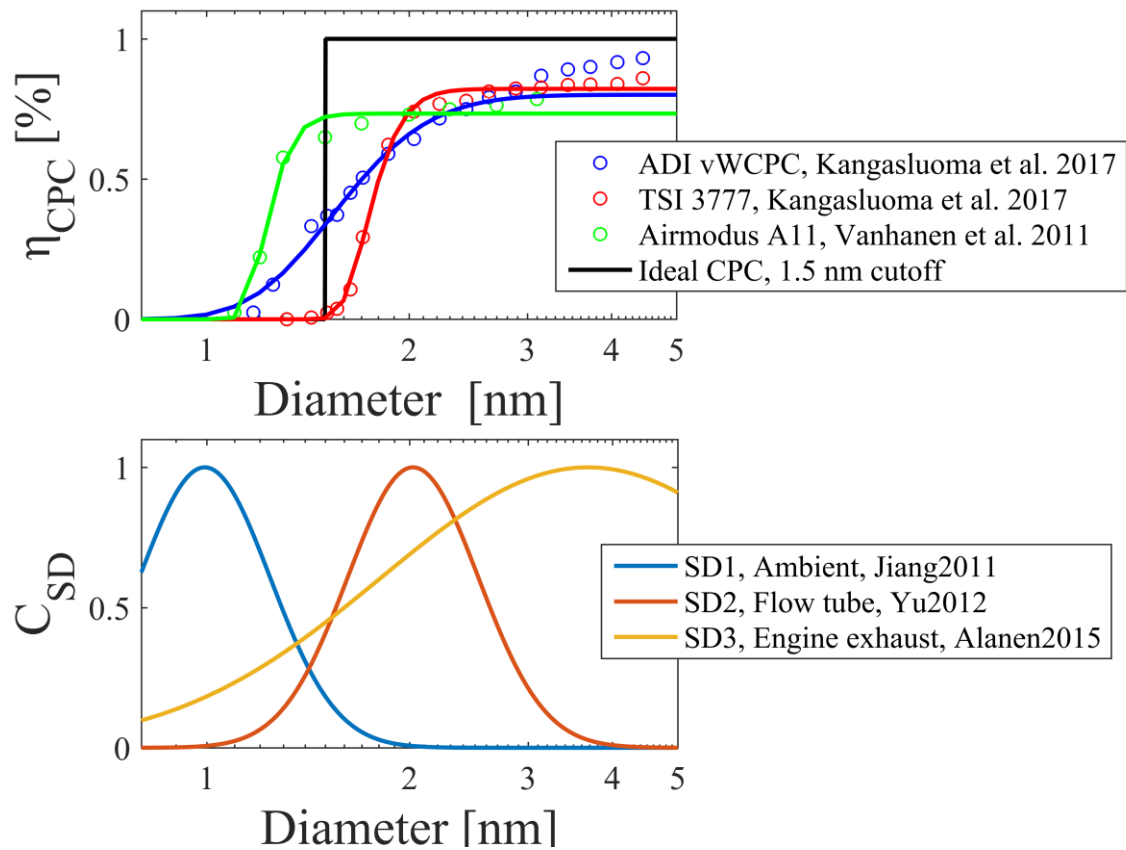 1
0.5
0
η_CPC [%]
1 2 3 4 5
Diameter [nm]
ADI vWCPC, Kangasluoma et al. 2017
TSI 3777, Kangasluoma et al. 2017
Airmodus A11, Vanhanen et al. 2011
Ideal CPC, 1.5 nm cutoff
1
0.5
0
C_SD
1 2 3 4 5
Diameter [nm]
SD1, Ambient, Jiang2011
SD2, Flow tube, Yu2012
SD3, Engine exhaust, Alanen2015